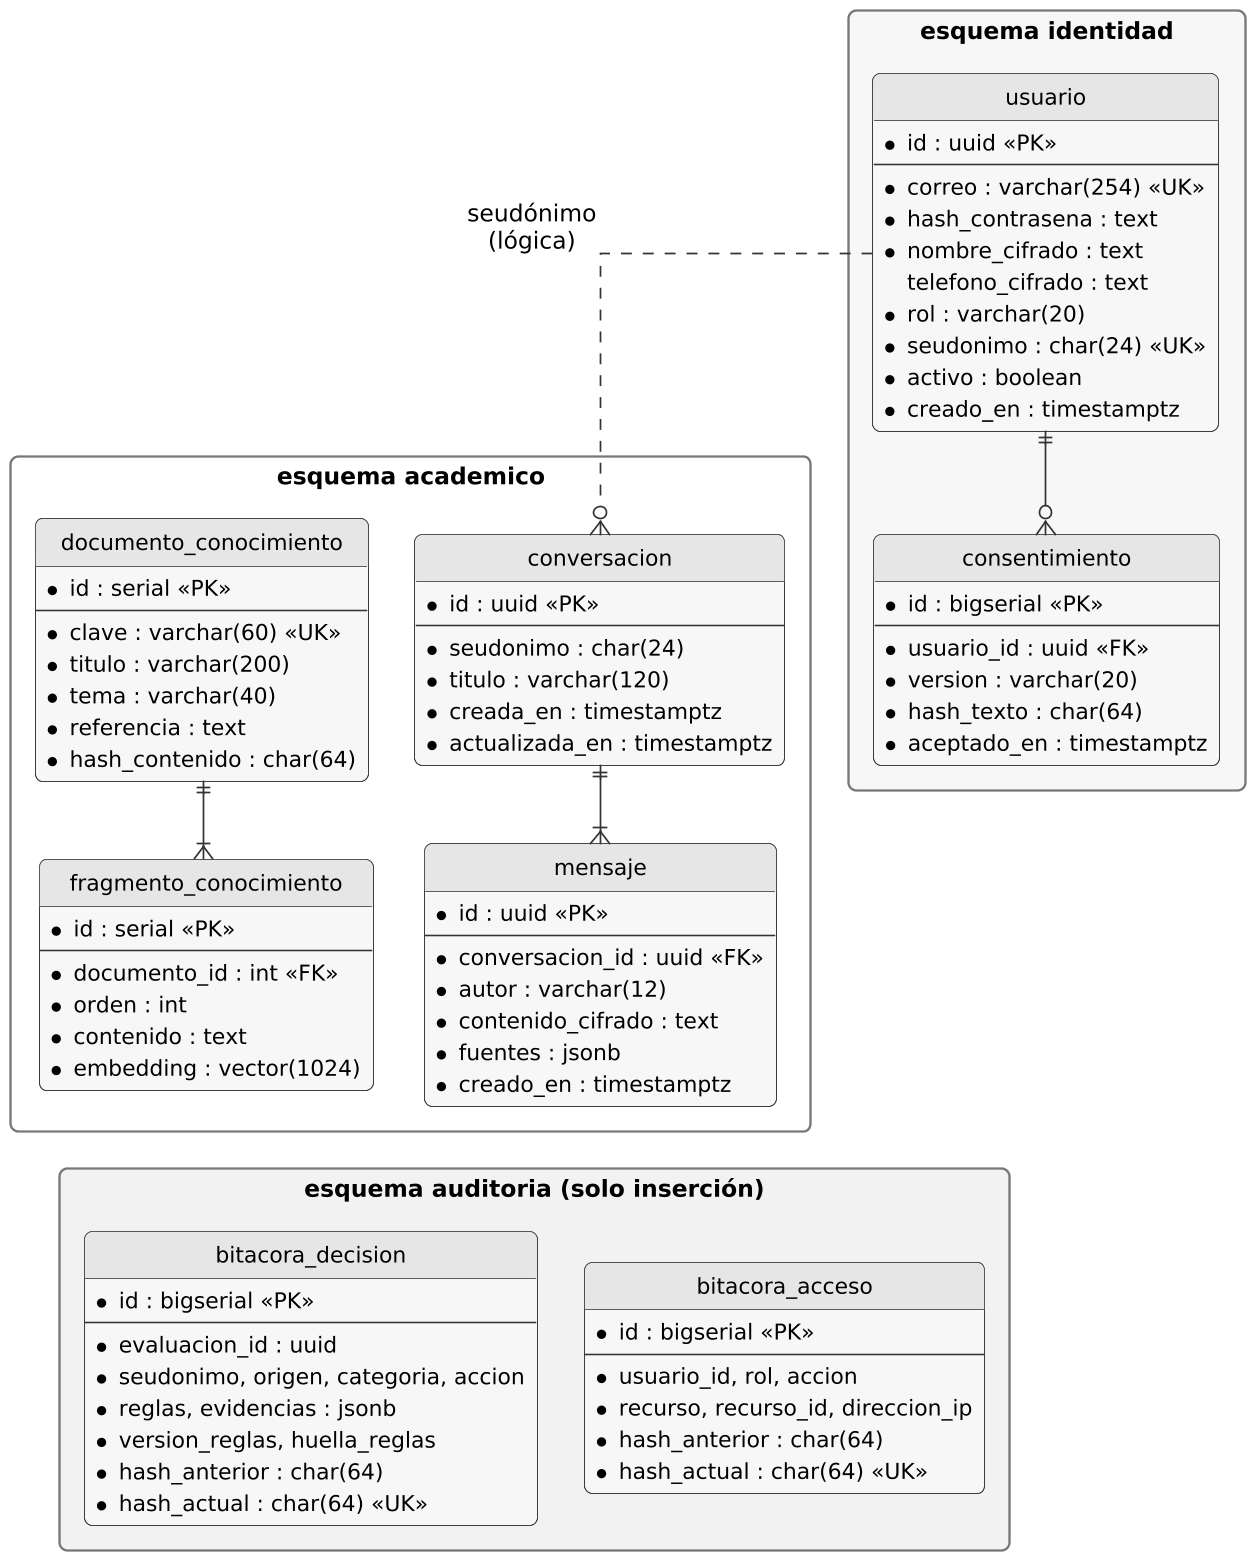 esquema identidad
usuario
id : uuid «PK»
correo : varchar(254) «UK»
hash_contrasena : text
nombre_cifrado : text
telefono_cifrado : text
rol : varchar(20)
seudonimo : char(24) «UK»
activo : boolean
creado_en : timestamptz
seudónimo
(lógica)
consentimiento
id : bigserial «PK»
usuario_id : uuid «FK»
version : varchar(20)
hash_texto : char(64)
aceptado_en : timestamptz
esquema academico
documento_conocimiento
id : serial «PK»
clave : varchar(60) «UK»
titulo : varchar(200)
tema : varchar(40)
referencia : text
hash_contenido : char(64)
conversacion
id : uuid «PK»
seudonimo : char(24)
titulo : varchar(120)
creada_en : timestamptz
actualizada_en : timestamptz
fragmento_conocimiento
id : serial «PK»
documento_id : int «FK»
orden : int
contenido : text
embedding : vector(1024)
mensaje
id : uuid «PK»
conversacion_id : uuid «FK»
autor : varchar(12)
contenido_cifrado : text
fuentes : jsonb
creado_en : timestamptz
esquema auditoria (solo inserción)
bitacora_decision
id : bigserial «PK»
evaluacion_id : uuid
seudonimo, origen, categoria, accion
reglas, evidencias : jsonb
version_reglas, huella_reglas
hash_anterior : char(64)
hash_actual : char(64) «UK»
bitacora_acceso
id : bigserial «PK»
usuario_id, rol, accion
recurso, recurso_id, direccion_ip
hash_anterior : char(64)
hash_actual : char(64) «UK»